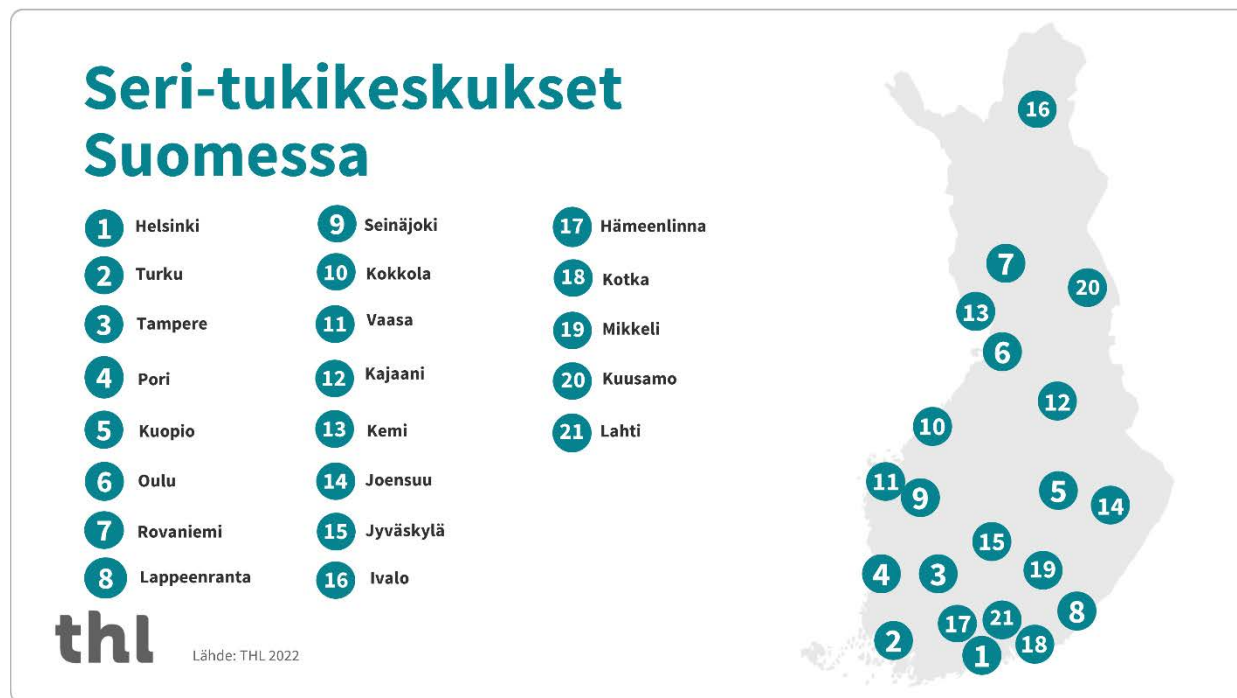 Seri-tukikeskukset
Suomessa
1 Helsinki
2 Turku
3 Tampere
4 Pori
5 Kuopio
6 Oulu
7 Rovaniemi
8 Lappeenranta
9 Seinäjoki
10 Kokkola
11 Vaasa
12 Kajaani
13 Kemi
14 Joensuu
15 Jyväskylä
16 Ivalo
17 Hämeenlinna
18 Kotka
19 Mikkeli
20 Kuusamo
21 Lahti
16
7
20
13
6
12
10
11
9
5
14
15
4
3
19
8
17
21
2
18
1
thl
Lähde: THL 2022